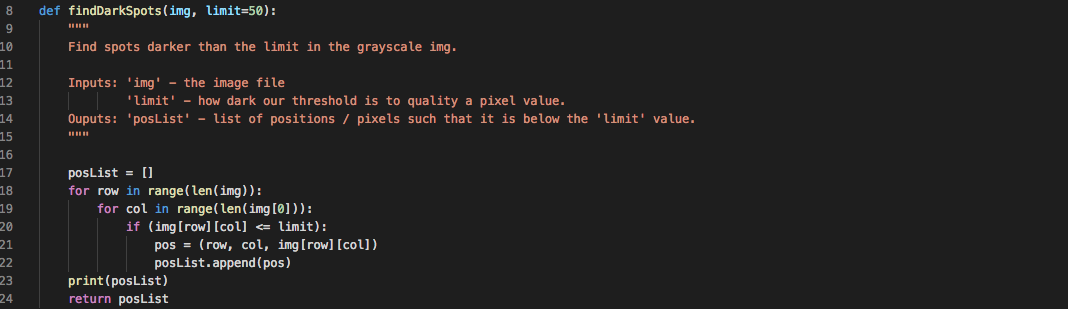 8 def findDarkSpots(img, limit=50):
9 """
10 Find spots darker than the limit in the grayscale img.
11
12 Inputs: 'img' - the image file
13 'limit' - how dark our threshold is to quality a pixel value.
14 Ouputs: 'posList' - list of positions / pixels such that it is below the 'limit' value.
15 """
16
17 posList = []
18 for row in range(len(img)):
19 for col in range(len(img[0])):
20 if (img[row][col] <= limit):
21 pos = (row, col, img[row][col])
22 posList.append(pos)
23 print(posList)
24 return posList